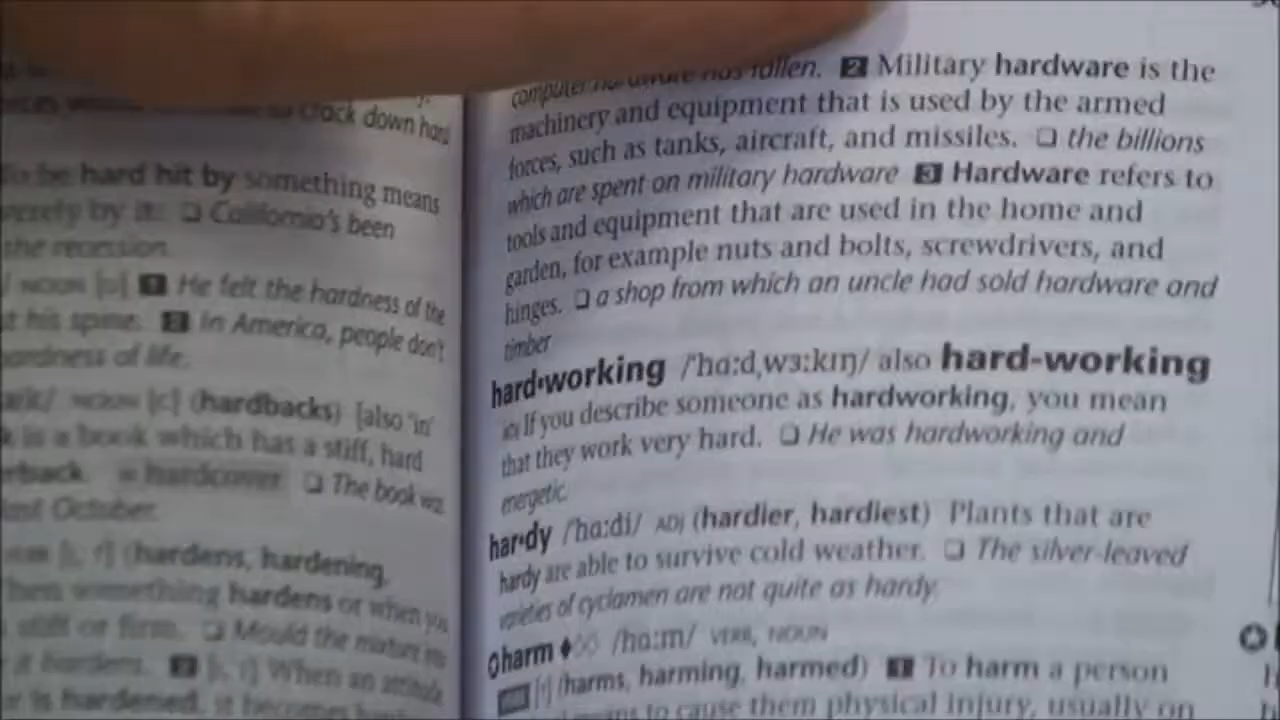 crack down hard
To be hard hit by something means
by it. ❑ California's been
the recession.
NOUN [U] 1 He felt the hardness of the
his spine. 2 In America, people don't
hardness of life.
NOUN [C] (hardbacks) [also 'in'
is a book which has a stiff, hard
= hardcover ❑ The book was
last October.
(hardens, hardening,
When something hardens or when you
stiff or firm. ❑ Mould the mixture into
it hardens. 2 When an attitude
is hardened, it becomes
computer hardware has fallen. 2 Military hardware is the
machinery and equipment that is used by the armed
forces, such as tanks, aircraft, and missiles. ❑ the billions
which are spent on military hardware 3 Hardware refers to
tools and equipment that are used in the home and
garden, for example nuts and bolts, screwdrivers, and
hinges. ❑ a shop from which an uncle had sold hardware and
timber
hard•working /ˈhɑːdˌwɜːkɪŋ/ also hard-working
ADJ If you describe someone as hardworking, you mean
that they work very hard. ❑ He was hardworking and
energetic.
har•dy /ˈhɑːdi/ ADJ (hardier, hardiest) Plants that are
hardy are able to survive cold weather. ❑ The silver-leaved
varieties of cyclamen are not quite as hardy.
harm ♦◇◇ /hɑːm/ VERB, NOUN
[T] (harms, harming, harmed) 1 To harm a person
means to cause them physical injury, usually on